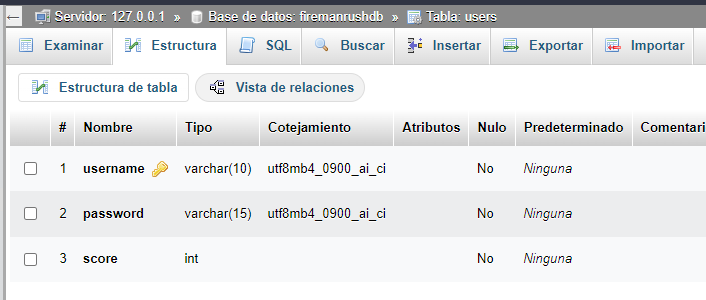 ← Servidor: 127.0.0.1 » Base de datos: firemanrushdb » Tabla: users
Examinar Estructura SQL Buscar Insertar Exportar Importar
Estructura de tabla Vista de relaciones
# Nombre Tipo Cotejamiento Atributos Nulo Predeterminado Comentari
1 username varchar(10) utf8mb4_0900_ai_ci No Ninguna
2 password varchar(15) utf8mb4_0900_ai_ci No Ninguna
3 score int No Ninguna